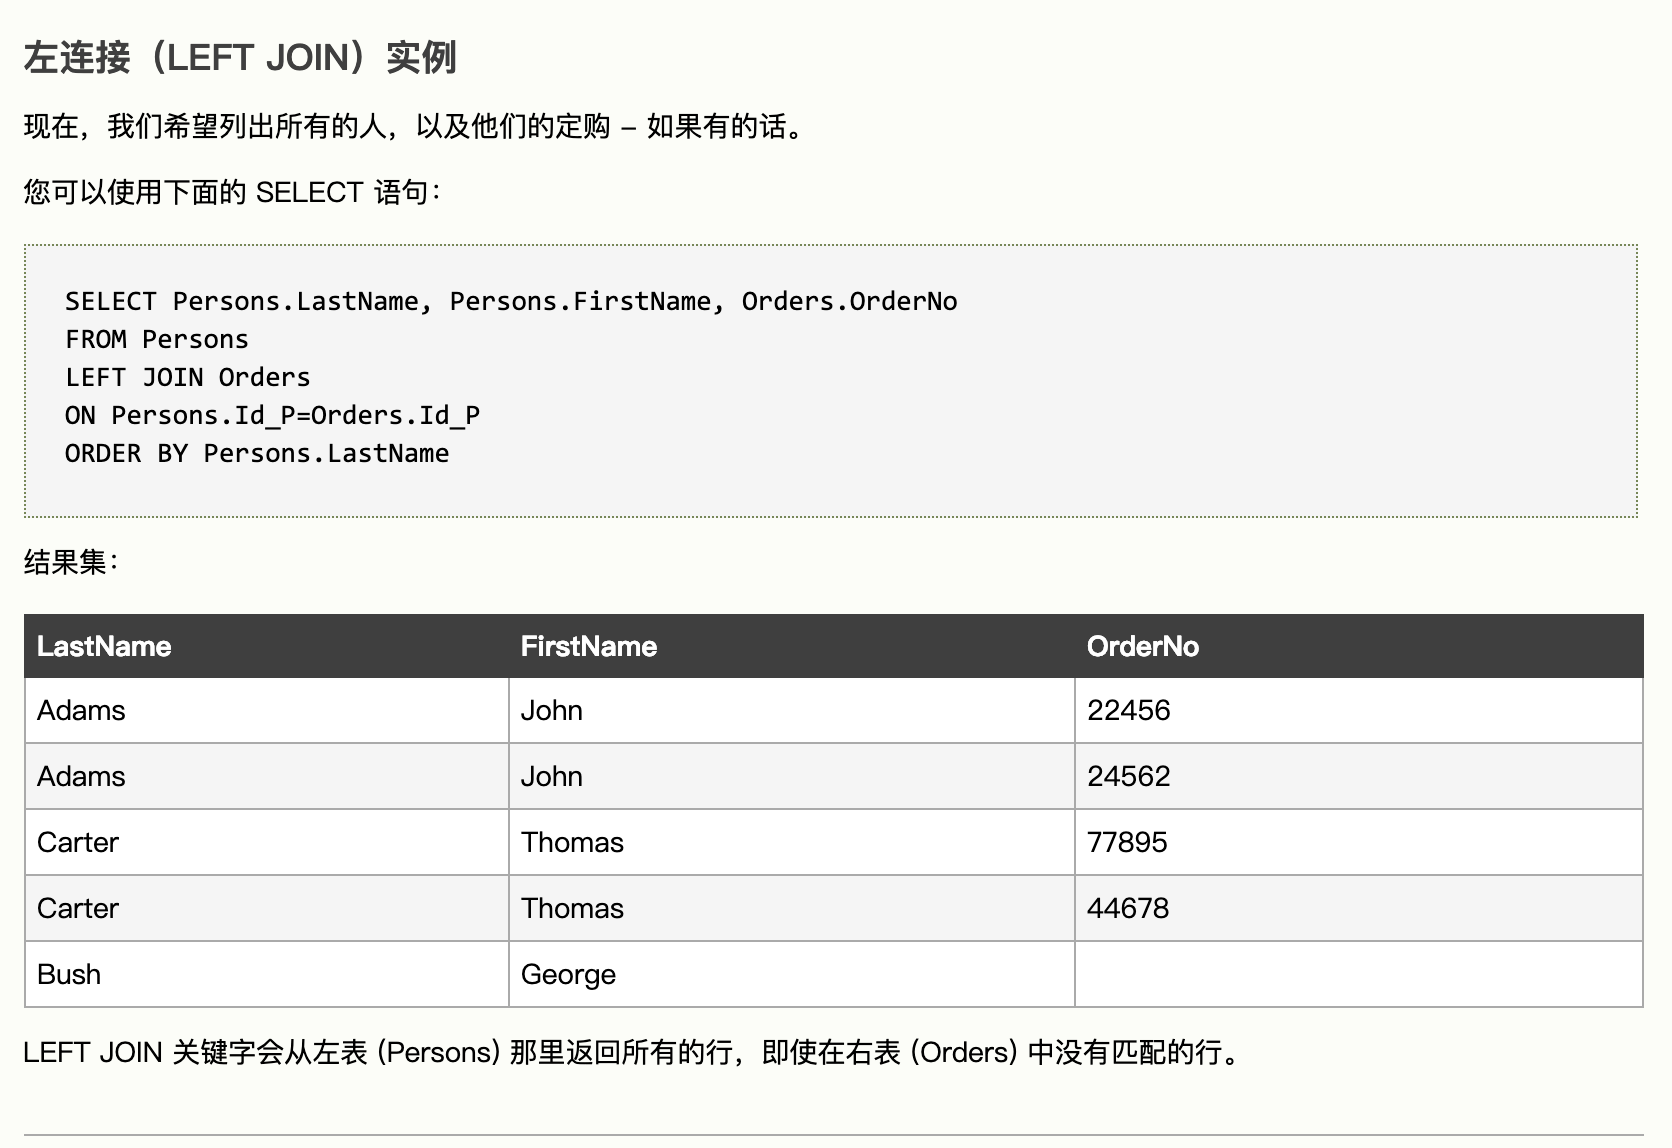 左连接（LEFT JOIN）实例
现在，我们希望列出所有的人，以及他们的定购 – 如果有的话。
您可以使用下面的 SELECT 语句：
SELECT Persons.LastName, Persons.FirstName, Orders.OrderNo
FROM Persons
LEFT JOIN Orders
ON Persons.Id_P=Orders.Id_P
ORDER BY Persons.LastName
结果集：
LastName FirstName OrderNo
Adams John 22456
Adams John 24562
Carter Thomas 77895
Carter Thomas 44678
Bush George
LEFT JOIN 关键字会从左表 (Persons) 那里返回所有的行，即使在右表 (Orders) 中没有匹配的行。